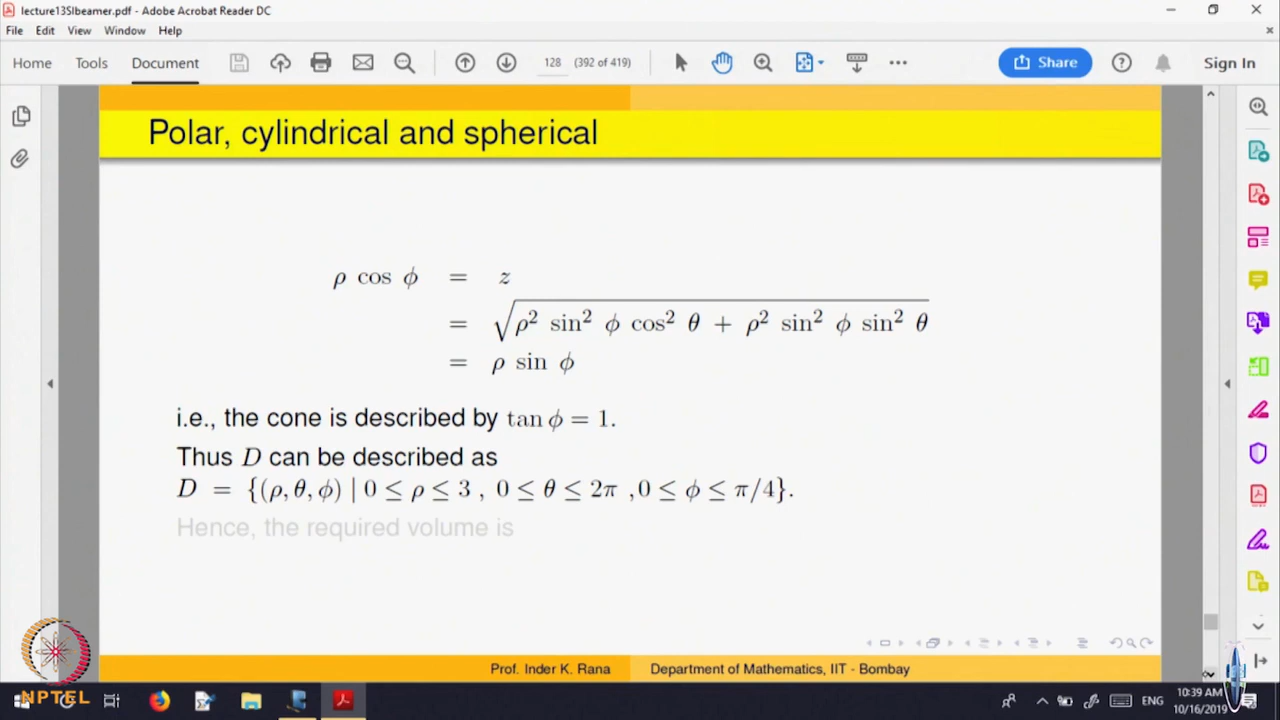 lecture13Slbeamer.pdf - Adobe Acrobat Reader DC
File Edit View Window Help
Home Tools Document 128 (392 of 419) Share Sign In
Polar, cylindrical and spherical
ρ cos φ = z
= √ρ² sin² φ cos² θ + ρ² sin² φ sin² θ
= ρ sin φ
i.e., the cone is described by tan φ = 1.
Thus D can be described as
D = {(ρ, θ, φ) | 0 ≤ ρ ≤ 3 , 0 ≤ θ ≤ 2π ,0 ≤ φ ≤ π/4}.
Hence, the required volume is
Prof. Inder K. Rana Department of Mathematics, IIT - Bombay
NPTEL
ENG
10:39 AM
10/16/2019